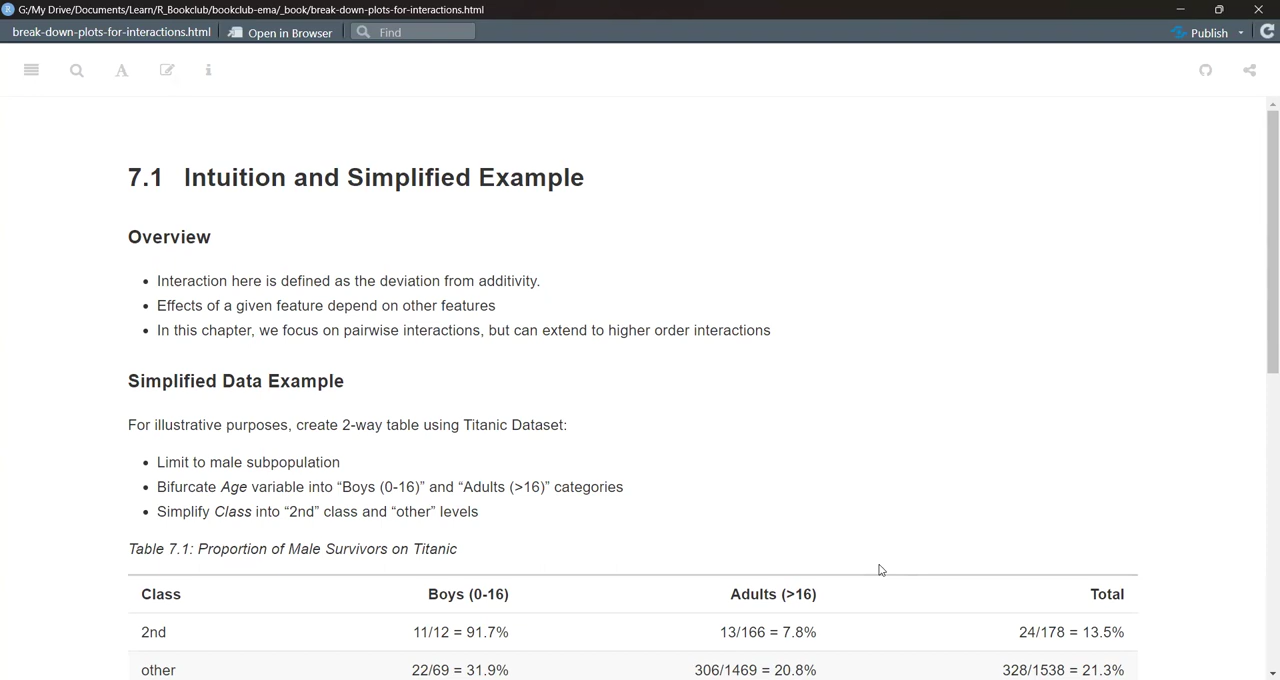 G:/My Drive/Documents/Learn/R_Bookclub/bookclub-ema/_book/break-down-plots-for-interactions.html
break-down-plots-for-interactions.html Open in Browser Find Publish
7.1 Intuition and Simplified Example
Overview
• Interaction here is defined as the deviation from additivity.
• Effects of a given feature depend on other features
• In this chapter, we focus on pairwise interactions, but can extend to higher order interactions
Simplified Data Example
For illustrative purposes, create 2-way table using Titanic Dataset:
• Limit to male subpopulation
• Bifurcate Age variable into “Boys (0-16)” and “Adults (>16)” categories
• Simplify Class into “2nd” class and “other” levels
Table 7.1: Proportion of Male Survivors on Titanic
Class Boys (0-16) Adults (>16) Total
2nd 11/12 = 91.7% 13/166 = 7.8% 24/178 = 13.5%
other 22/69 = 31.9% 306/1469 = 20.8% 328/1538 = 21.3%